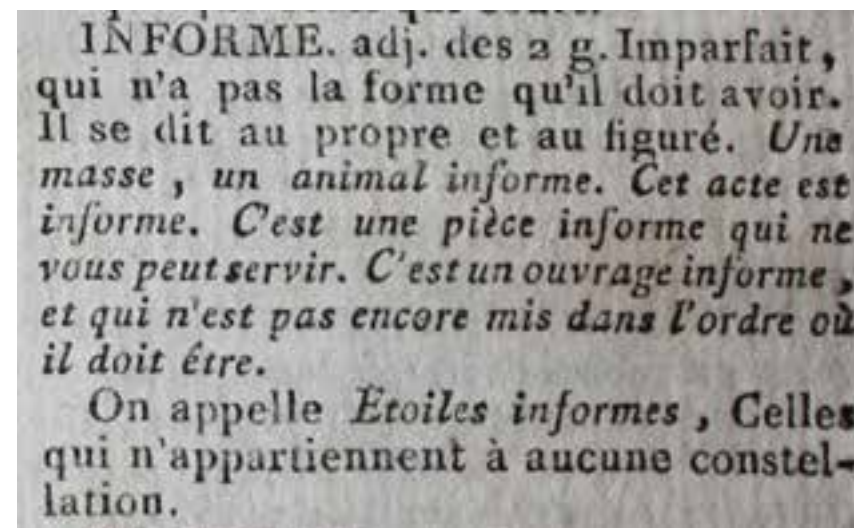 INFORME. adj. des 2 g. Imparfait,
qui n'a pas la forme qu'il doit avoir.
Il se dit au propre et au figuré. Une
masse, un animal informe. Cet acte est
informe. C'est une pièce informe qui ne
vous peut servir. C'est un ouvrage informe,
et qui n'est pas encore mis dans l'ordre où
il doit être.
On appelle Étoiles informes, Celles
qui n'appartiennent à aucune constel-
lation.